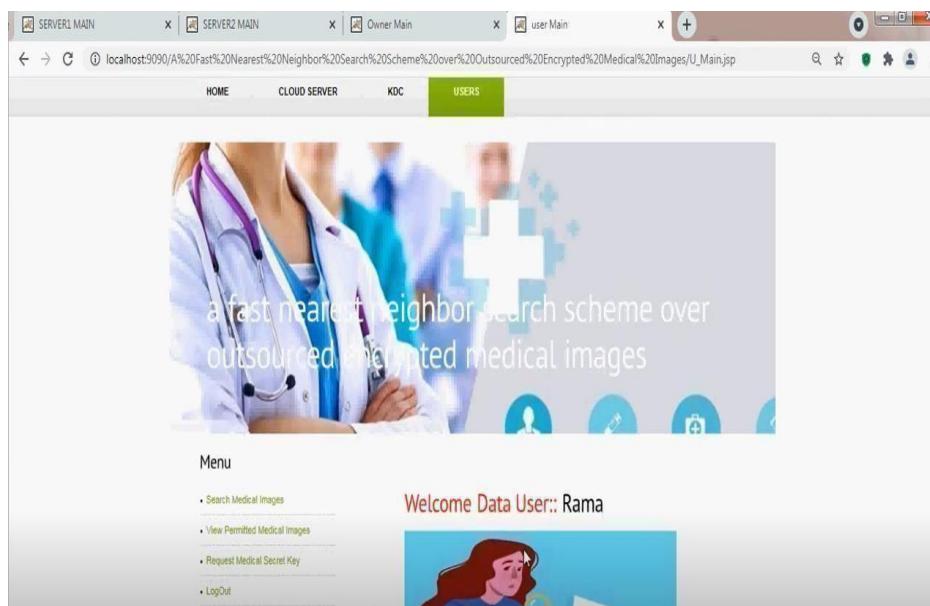 SERVER1 MAIN
SERVER2 MAIN
Owner Main
user Main
localhost:9090/A%20Fast%20Nearest%20Neighbor%20Search%20Scheme%20over%20Outsourced%20Encrypted%20Medical%20Images/U_Main.jsp
HOME
CLOUD SERVER
KDC
USERS
a fast nearest neighbor search scheme over
outsourced encrypted medical images
Menu
Search Medical Images
View Permitted Medical Images
Request Medical Secret Key
LogOut
Welcome Data User:: Rama